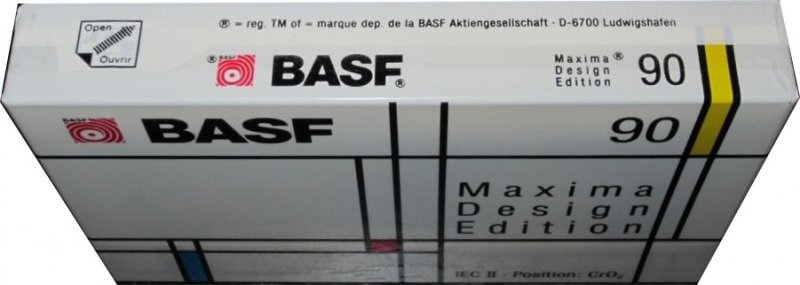 Open
Ouvrir
® = reg. TM of = marque dep. de la BASF Aktiengesellschaft · D-6700 Ludwigshafen
BASF ® BASF ®
Maxima®
Design
Edition
90
BASF BASF
90
Maxima
Design
Edition
IEC II · Position: CrO₂